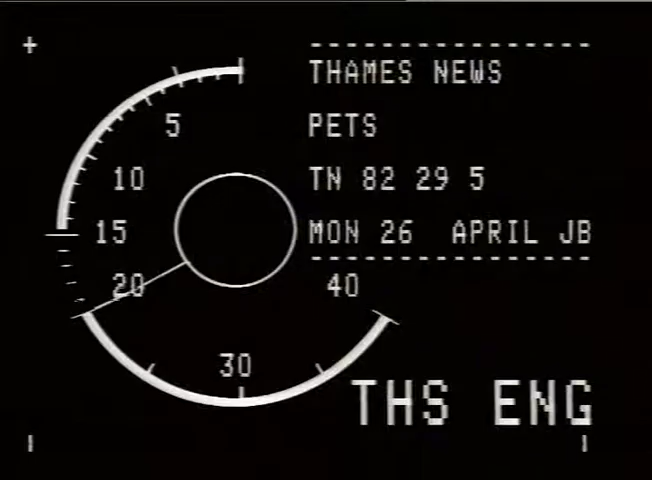 THAMES NEWS
PETS
TN 82 29 5
MON 26 APRIL JB
5
10
15
20
30
40
THS ENG